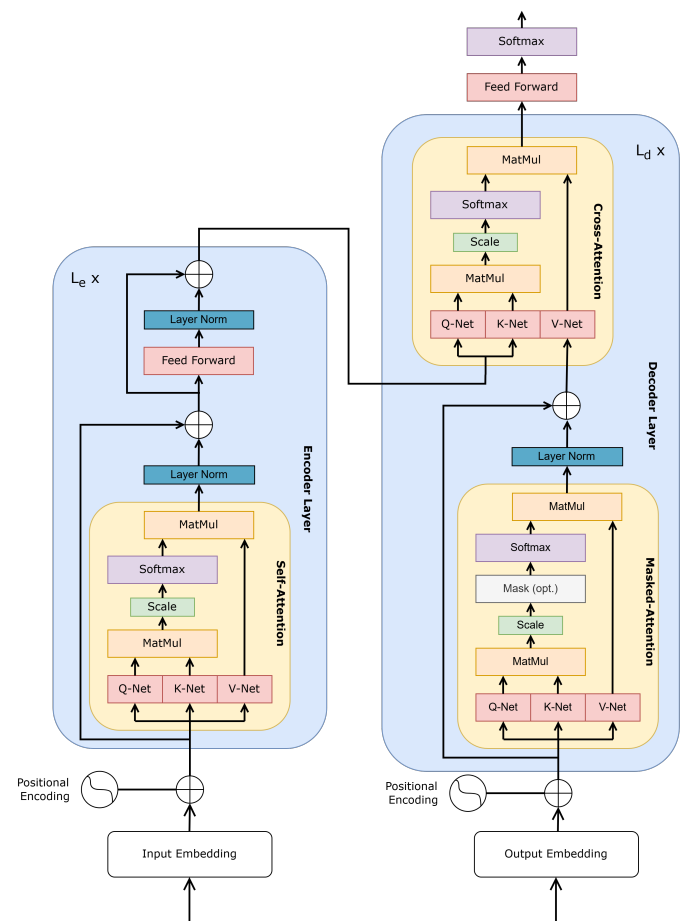 Softmax
Feed Forward
L_d x
MatMul
Softmax
Scale
MatMul
Q-Net
K-Net
V-Net
Cross-Attention
Decoder Layer
Layer Norm
MatMul
Softmax
Mask (opt.)
Scale
MatMul
Q-Net
K-Net
V-Net
Masked-Attention
Positional
Encoding
Output Embedding
L_e x
Layer Norm
Feed Forward
Encoder Layer
Layer Norm
MatMul
Softmax
Scale
MatMul
Q-Net
K-Net
V-Net
Self-Attention
Positional
Encoding
Input Embedding